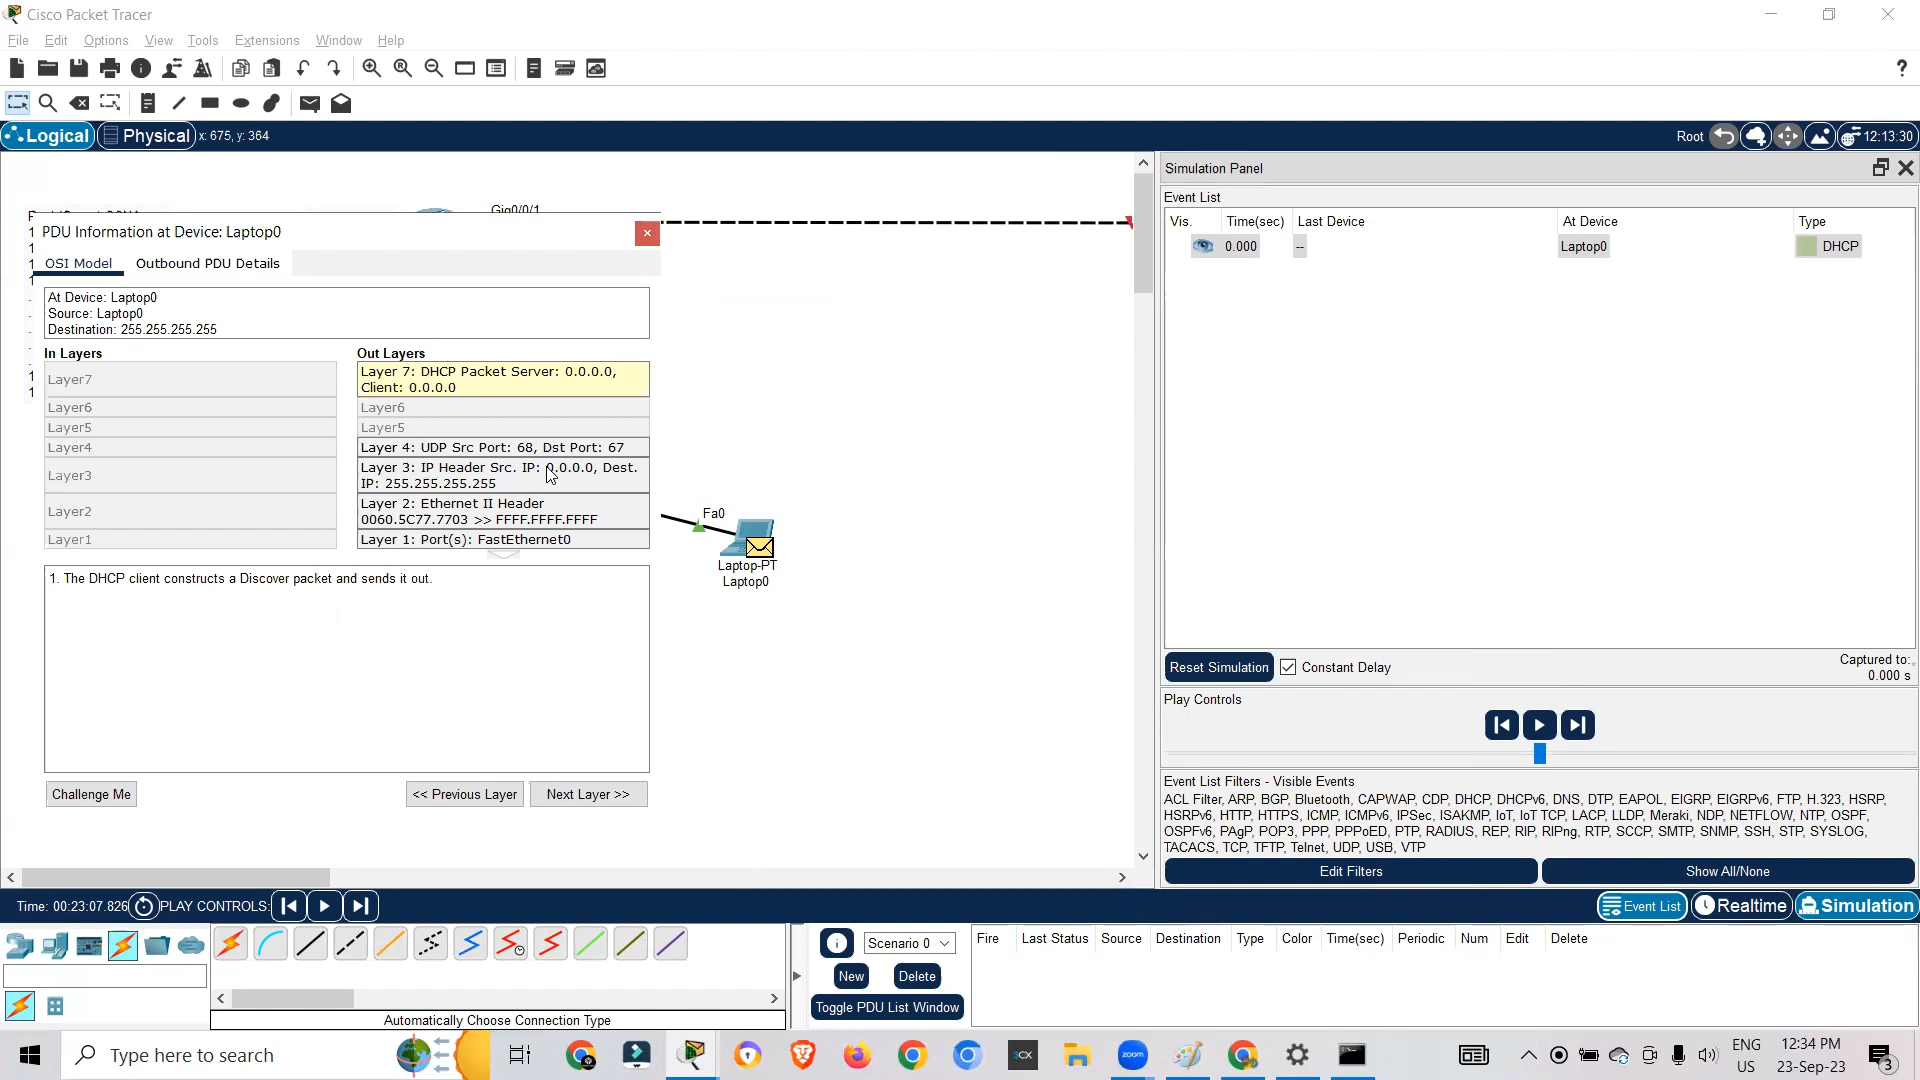 Cisco Packet Tracer
File Edit Options View Tools Extensions Window Help
?
Logical Physical x: 675, y: 364 Root 12:13:30
Gig0/0/1
PDU Information at Device: Laptop0
OSI Model Outbound PDU Details
At Device: Laptop0
Source: Laptop0
Destination: 255.255.255.255
In Layers Out Layers
Layer7
Layer6
Layer5
Layer4
Layer3
Layer2
Layer1
Layer 7: DHCP Packet Server: 0.0.0.0,
Client: 0.0.0.0
Layer6
Layer5
Layer 4: UDP Src Port: 68, Dst Port: 67
Layer 3: IP Header Src. IP: 0.0.0.0, Dest.
IP: 255.255.255.255
Layer 2: Ethernet II Header
0060.5C77.7703 >> FFFF.FFFF.FFFF
Layer 1: Port(s): FastEthernet0
1. The DHCP client constructs a Discover packet and sends it out.
Challenge Me << Previous Layer Next Layer >>
Fa0
Laptop-PT
Laptop0
Simulation Panel
Event List
Vis. Time(sec) Last Device At Device Type
0.000 -- Laptop0 DHCP
Reset Simulation Constant Delay
Captured to:
0.000 s
Play Controls
Event List Filters - Visible Events
ACL Filter, ARP, BGP, Bluetooth, CAPWAP, CDP, DHCP, DHCPv6, DNS, DTP, EAPOL, EIGRP, EIGRPv6, FTP, H.323, HSRP,
HSRPv6, HTTP, HTTPS, ICMP, ICMPv6, IPSec, ISAKMP, IoT, IoT TCP, LACP, LLDP, Meraki, NDP, NETFLOW, NTP, OSPF,
OSPFv6, PAgP, POP3, PPP, PPPoED, PTP, RADIUS, REP, RIP, RIPng, RTP, SCCP, SMTP, SNMP, SSH, STP, SYSLOG,
TACACS, TCP, TFTP, Telnet, UDP, USB, VTP
Edit Filters Show All/None
Time: 00:23:07.826 PLAY CONTROLS: Event List Realtime Simulation
Scenario 0
New Delete
Toggle PDU List Window
Fire Last Status Source Destination Type Color Time(sec) Periodic Num Edit Delete
Automatically Choose Connection Type
Type here to search
3CX
zoom
ENG
US
12:34 PM
23-Sep-23
3